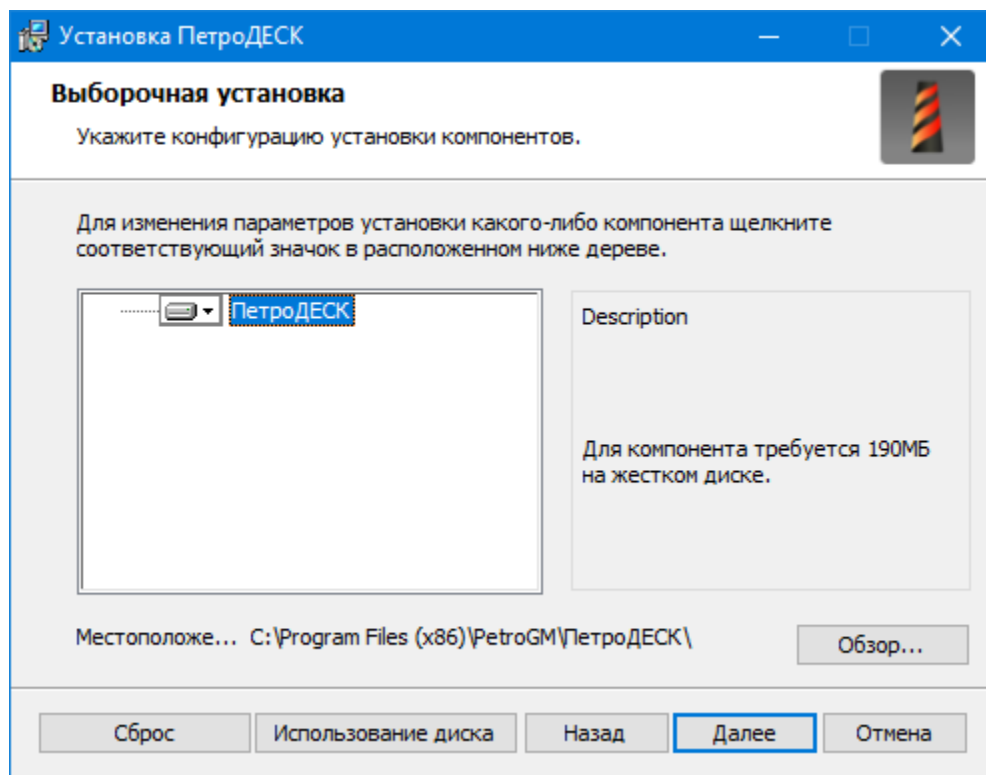 Установка ПетроДЕСК
Выборочная установка
Укажите конфигурацию установки компонентов.
Для изменения параметров установки какого-либо компонента щелкните
соответствующий значок в расположенном ниже дереве.
ПетроДЕСК
Description
Для компонента требуется 190МБ
на жестком диске.
Местоположе... C:\Program Files (x86)\PetroGM\ПетроДЕСК\
Обзор...
Сброс
Использование диска
Назад
Далее
Отмена